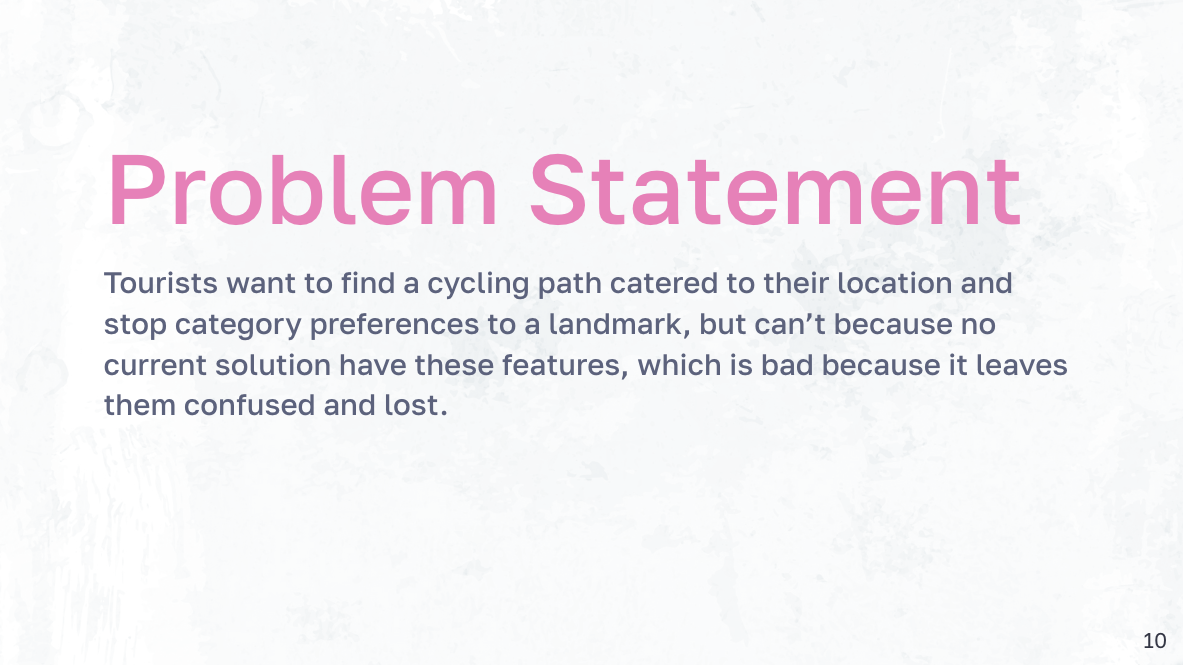 Problem Statement
Tourists want to find a cycling path catered to their location and
stop category preferences to a landmark, but can’t because no
current solution have these features, which is bad because it leaves
them confused and lost.
10